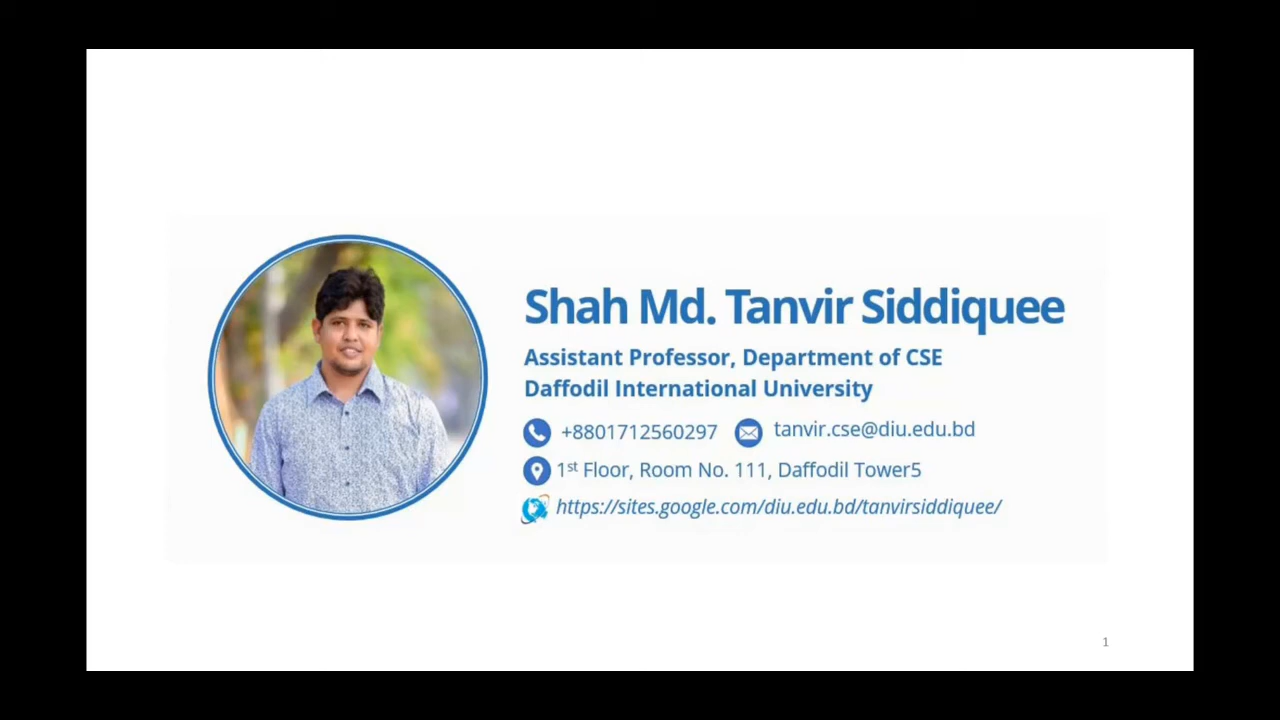 Shah Md. Tanvir Siddiquee
Assistant Professor, Department of CSE
Daffodil International University
+8801712560297 tanvir.cse@diu.edu.bd
1st Floor, Room No. 111, Daffodil Tower5
https://sites.google.com/diu.edu.bd/tanvirsiddiquee/
1